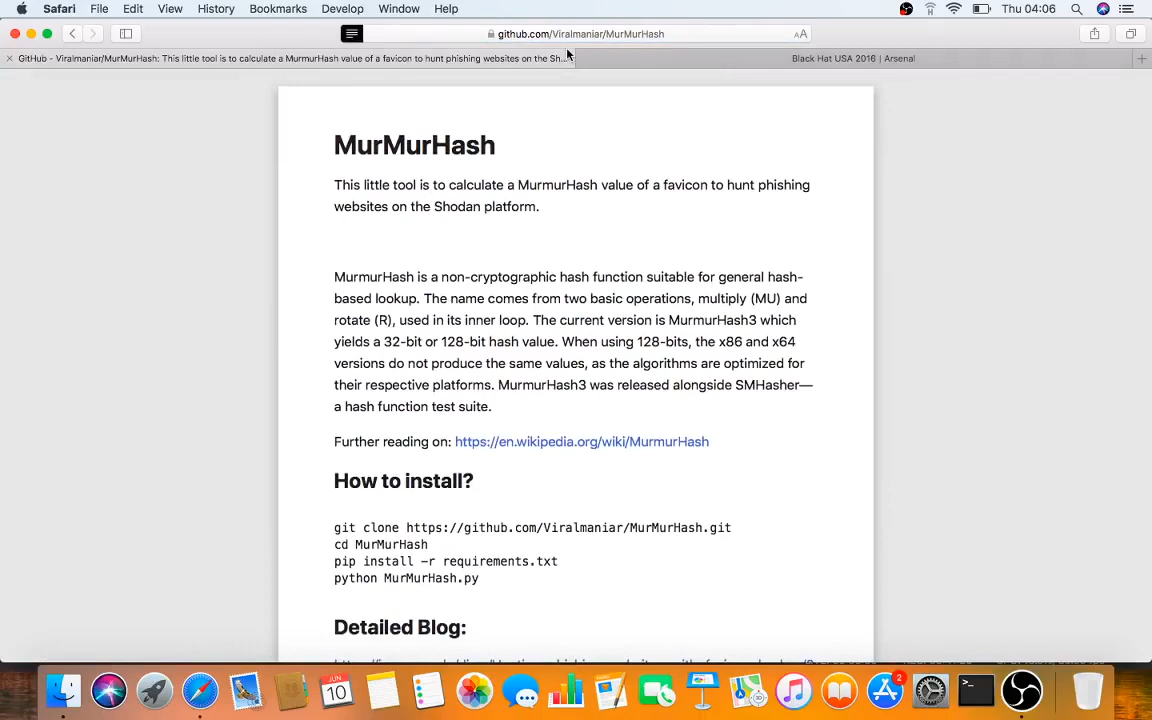 Safari File Edit View History Bookmarks Develop Window Help Thu 04:06
github.com/Viralmaniar/MurMurHash AA
GitHub - Viralmaniar/MurMurHash: This little tool is to calculate a MurmurHash value of a favicon to hunt phishing websites on the Sh... Black Hat USA 2016 | Arsenal
MurMurHash
This little tool is to calculate a MurmurHash value of a favicon to hunt phishing
websites on the Shodan platform.
MurmurHash is a non-cryptographic hash function suitable for general hash-
based lookup. The name comes from two basic operations, multiply (MU) and
rotate (R), used in its inner loop. The current version is MurmurHash3 which
yields a 32-bit or 128-bit hash value. When using 128-bits, the x86 and x64
versions do not produce the same values, as the algorithms are optimized for
their respective platforms. MurmurHash3 was released alongside SMHasher—
a hash function test suite.
Further reading on: https://en.wikipedia.org/wiki/MurmurHash
How to install?
git clone https://github.com/Viralmaniar/MurMurHash.git
cd MurMurHash
pip install -r requirements.txt
python MurMurHash.py
Detailed Blog:
JUN
10
2